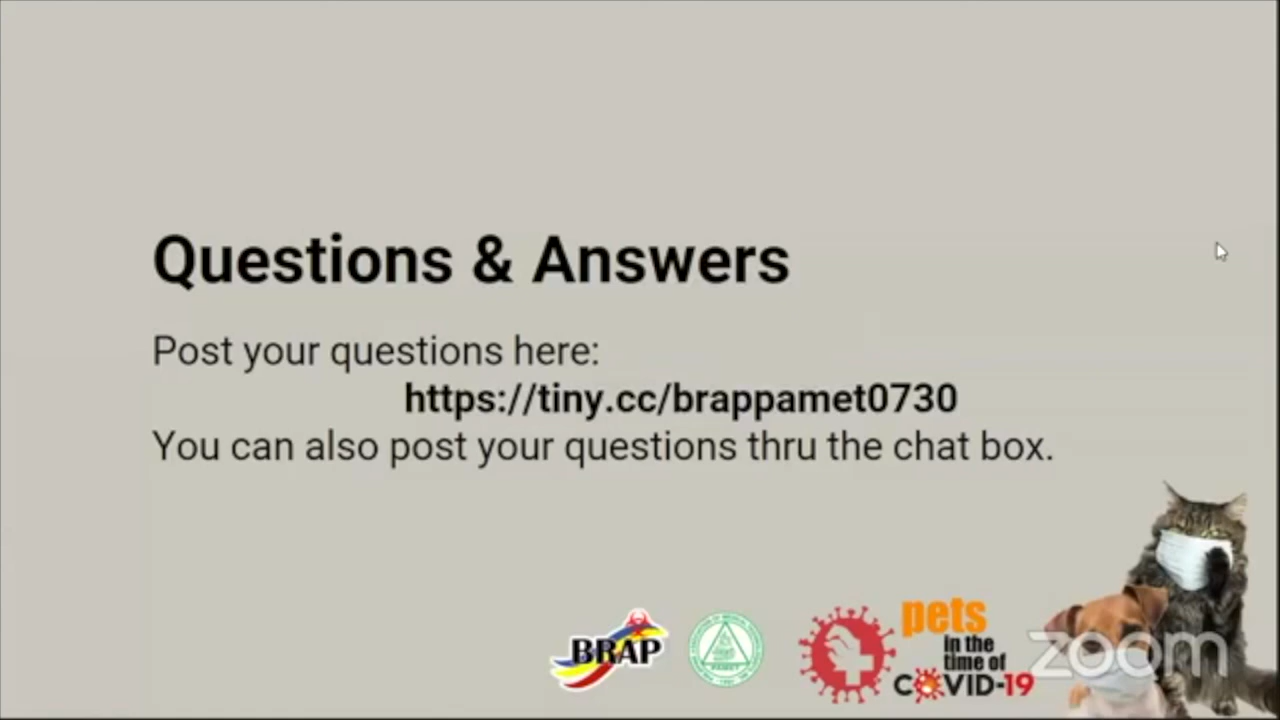 Questions & Answers
Post your questions here:
https://tiny.cc/brappamet0730
You can also post your questions thru the chat box.
BRAP
PAMET
pets
in the
time of
COVID-19
zoom